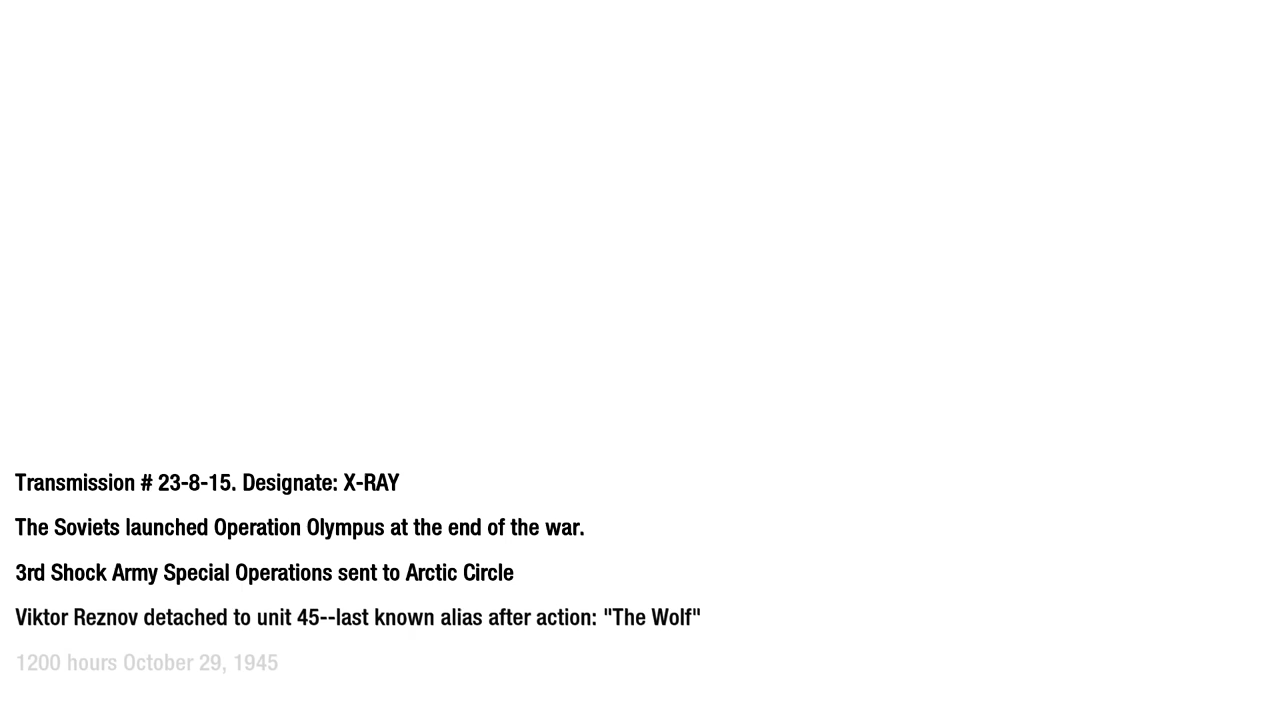 Transmission # 23-8-15. Designate: X-RAY
The Soviets launched Operation Olympus at the end of the war.
3rd Shock Army Special Operations sent to Arctic Circle
Viktor Reznov detached to unit 45--last known alias after action: "The Wolf"
1200 hours October 29, 1945